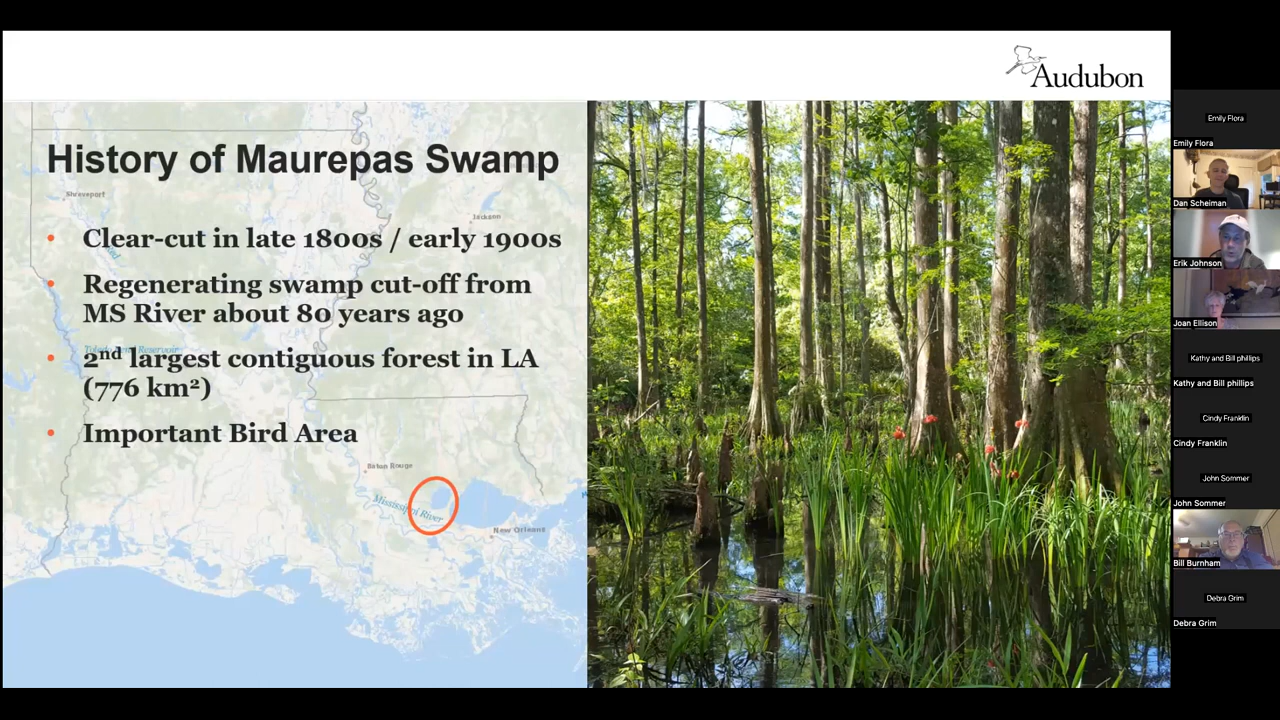 Audubon
History of Maurepas Swamp
Shreveport
Jackson
• Clear-cut in late 1800s / early 1900s
• Regenerating swamp cut-off from
MS River about 80 years ago
• 2nd largest contiguous forest in LA
(776 km²)
• Important Bird Area
Baton Rouge
Mississippi River
New Orleans
Emily Flora
Emily Flora
Dan Scheiman
Erik Johnson
Joan Ellison
Kathy and Bill phillips
Kathy and Bill phillips
Cindy Franklin
Cindy Franklin
John Sommer
John Sommer
Bill Burnham
Debra Grim
Debra Grim